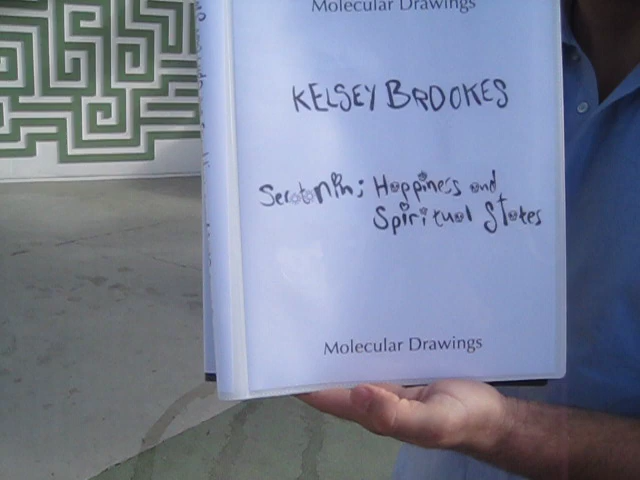 Molecular Drawings
KELSEY BROOKES
Serotonin; Happiness and
Spiritual States
Molecular Drawings